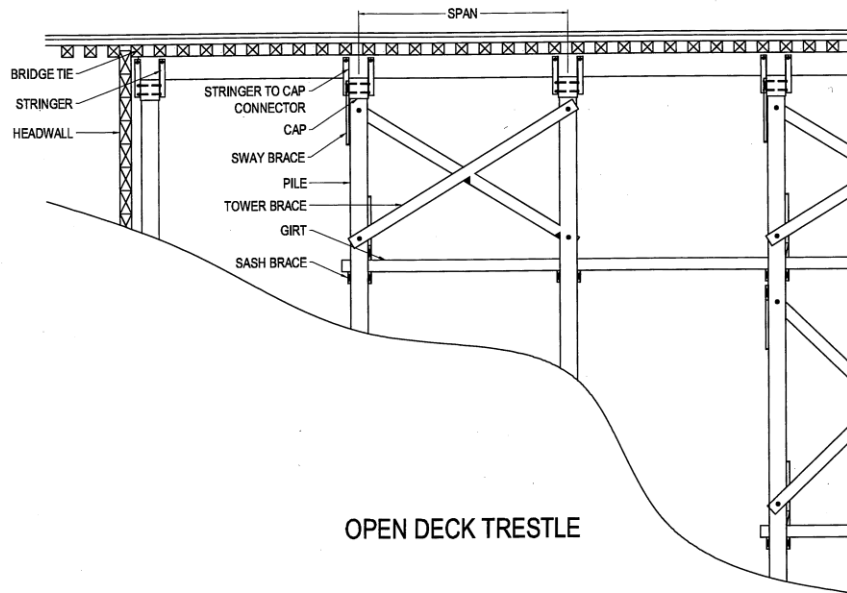 SPAN
BRIDGE TIE
STRINGER
HEADWALL
STRINGER TO CAP
CONNECTOR
CAP
SWAY BRACE
PILE
TOWER BRACE
GIRT
SASH BRACE
OPEN DECK TRESTLE